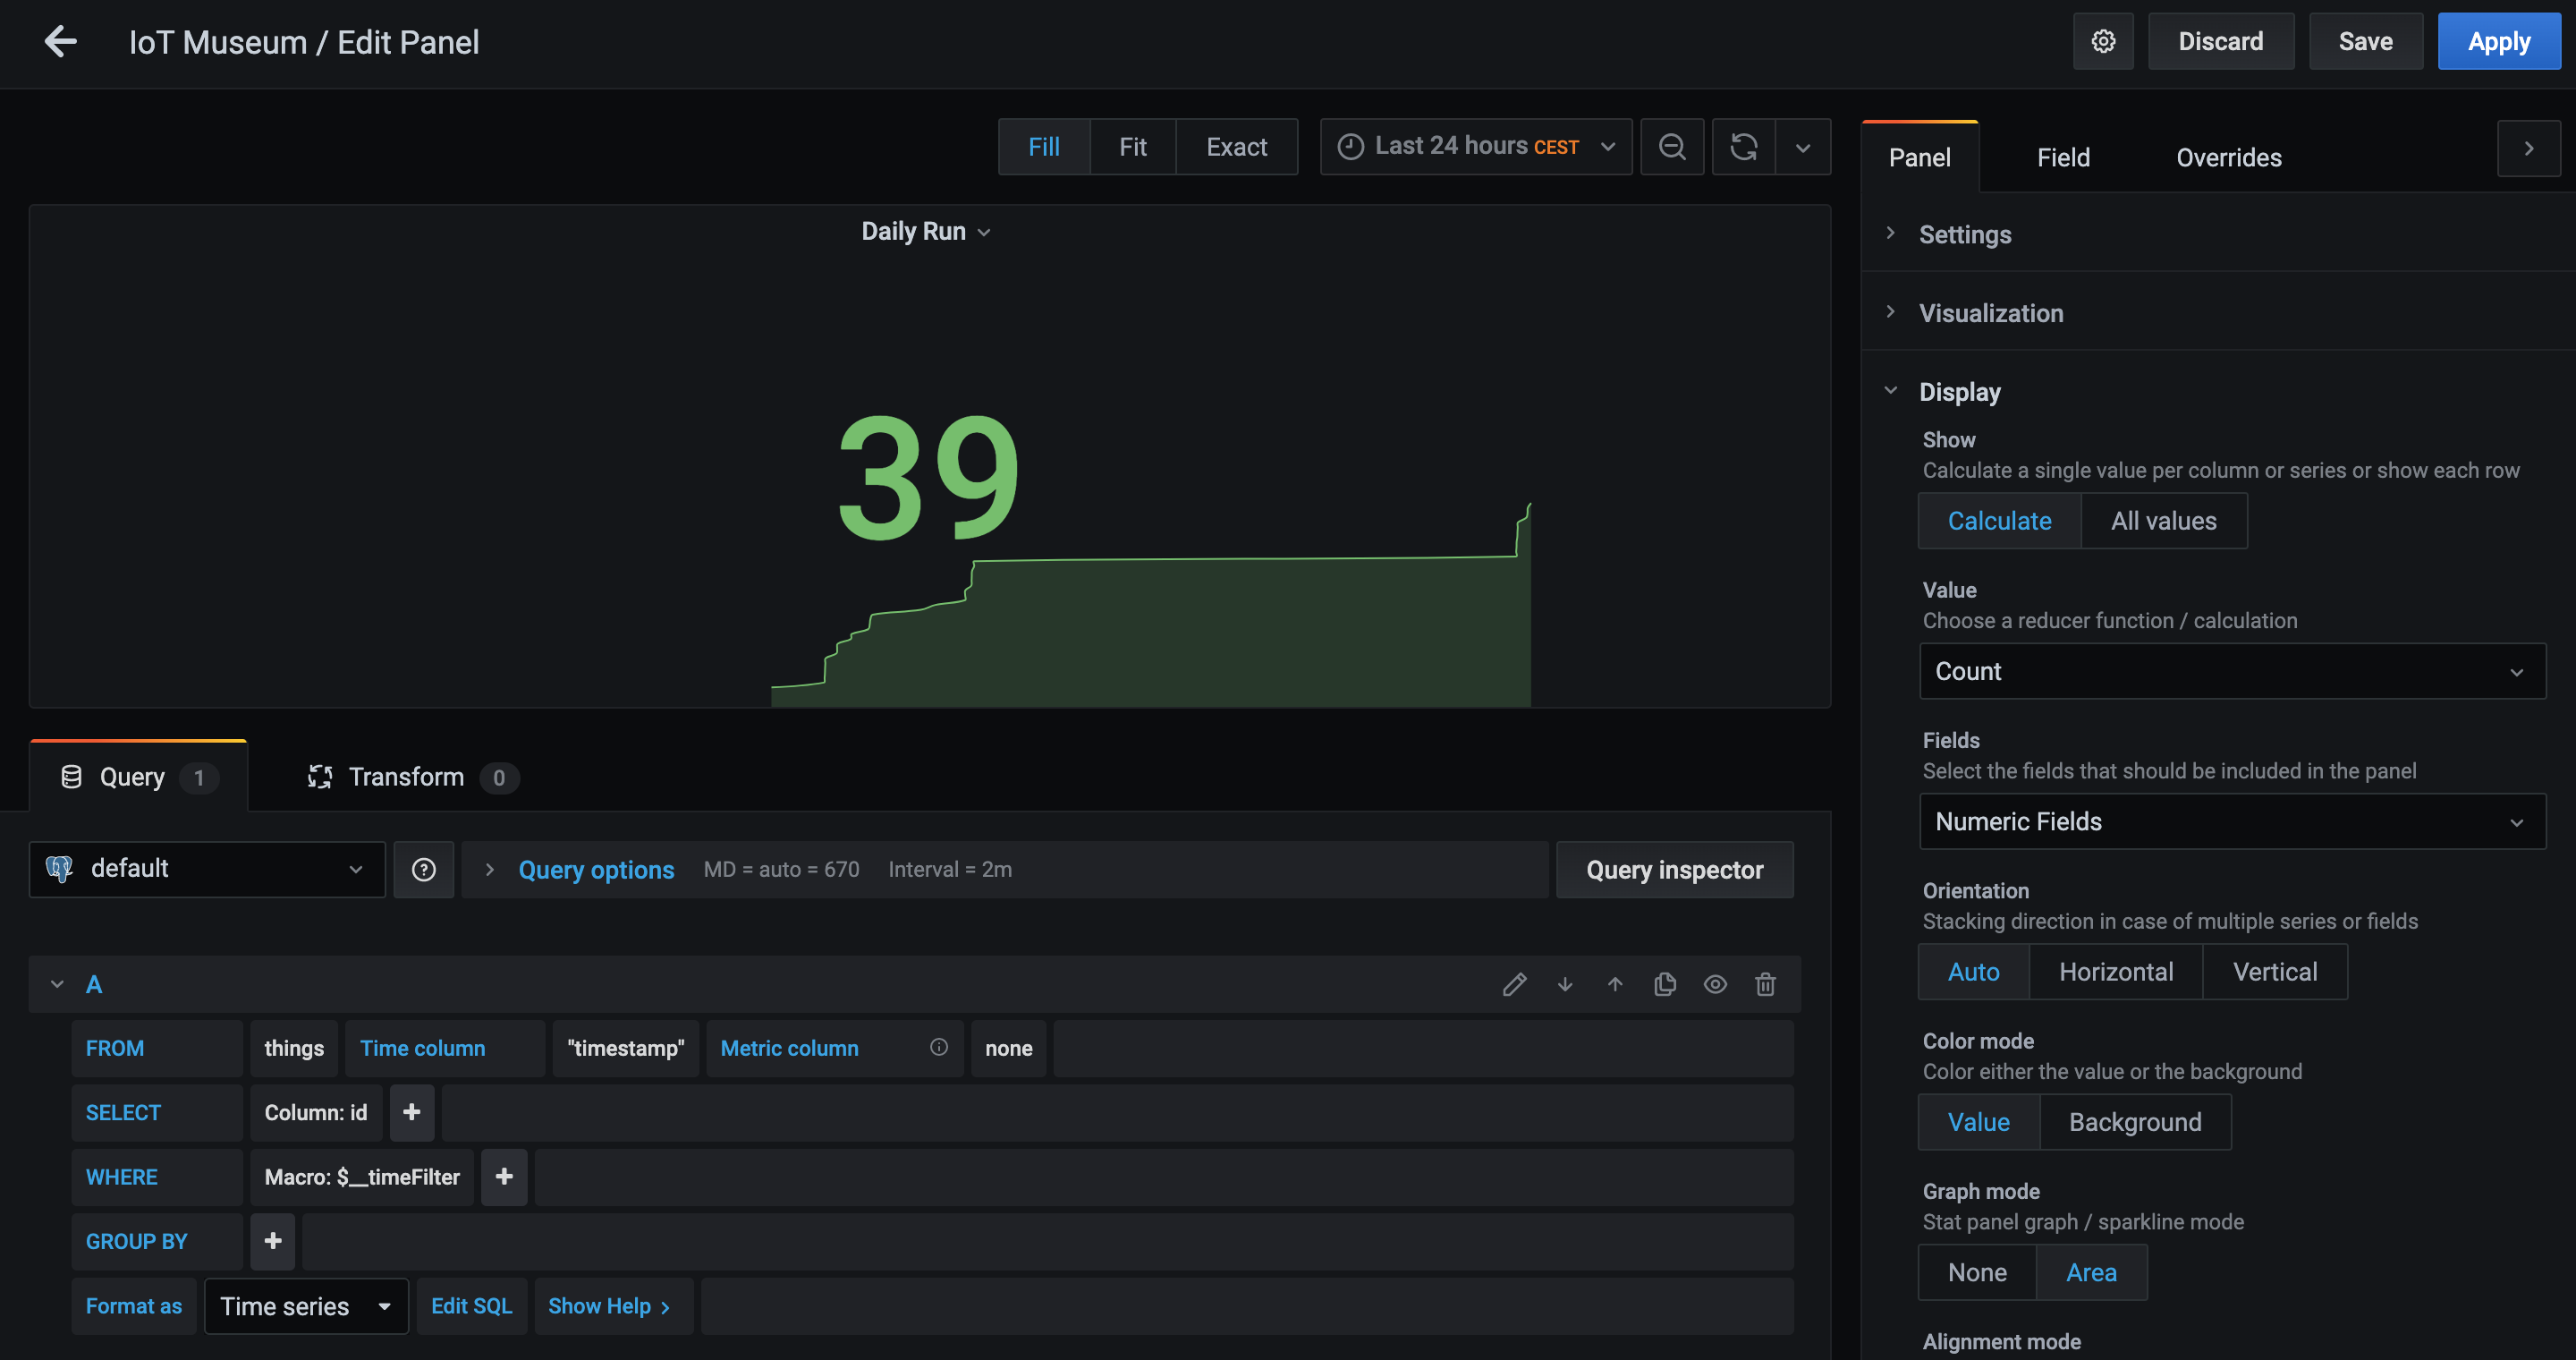 IoT Museum / Edit Panel
Discard
Save
Apply
Fill
Fit
Exact
Last 24 hours CEST
Daily Run
39
Query 1
Transform 0
default
Query options MD = auto = 670 Interval = 2m
Query inspector
A
FROM things Time column "timestamp" Metric column none
SELECT Column: id +
WHERE Macro: $__timeFilter +
GROUP BY +
Format as Time series Edit SQL Show Help >
Panel
Field
Overrides
Settings
Visualization
Display
Show
Calculate a single value per column or series or show each row
Calculate
All values
Value
Choose a reducer function / calculation
Count
Fields
Select the fields that should be included in the panel
Numeric Fields
Orientation
Stacking direction in case of multiple series or fields
Auto
Horizontal
Vertical
Color mode
Color either the value or the background
Value
Background
Graph mode
Stat panel graph / sparkline mode
None
Area
Alignment mode